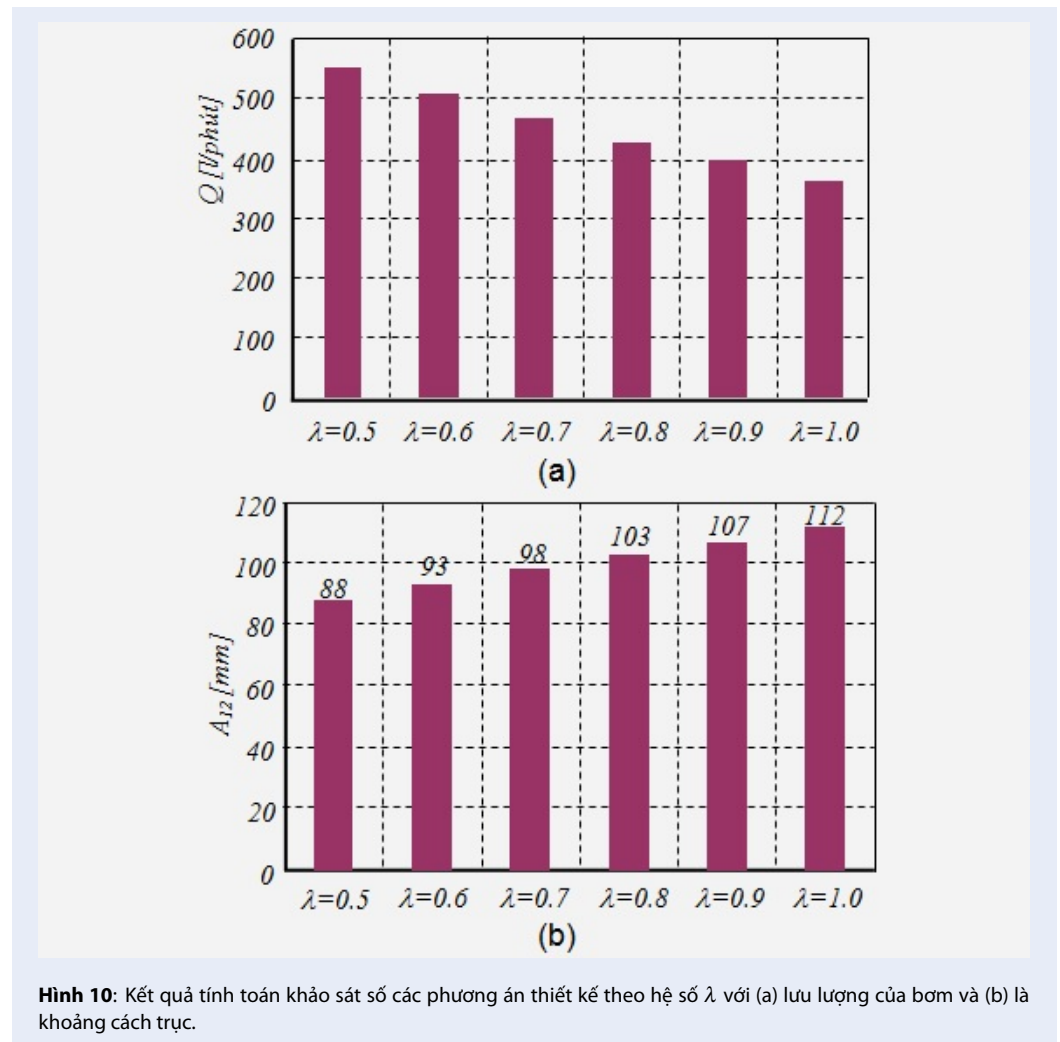 600
500
400
300
200
100
0
Q [l/phút]
λ=0.5 λ=0.6 λ=0.7 λ=0.8 λ=0.9 λ=1.0
(a)
120
100
80
60
40
20
0
A12 [mm]
88 93 98 103 107 112
λ=0.5 λ=0.6 λ=0.7 λ=0.8 λ=0.9 λ=1.0
(b)
Hình 10: Kết quả tính toán khảo sát số các phương án thiết kế theo hệ số λ với (a) lưu lượng của bơm và (b) là
khoảng cách trục.